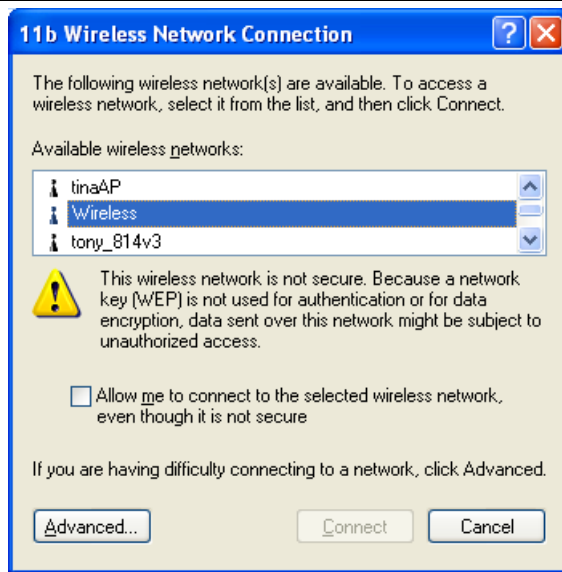 11b Wireless Network Connection
The following wireless network(s) are available. To access a
wireless network, select it from the list, and then click Connect.
Available wireless networks:
tinaAP
Wireless
tony_814v3
This wireless network is not secure. Because a network
key (WEP) is not used for authentication or for data
encryption, data sent over this network might be subject to
unauthorized access.
Allow me to connect to the selected wireless network,
even though it is not secure
If you are having difficulty connecting to a network, click Advanced.
Advanced... Connect Cancel